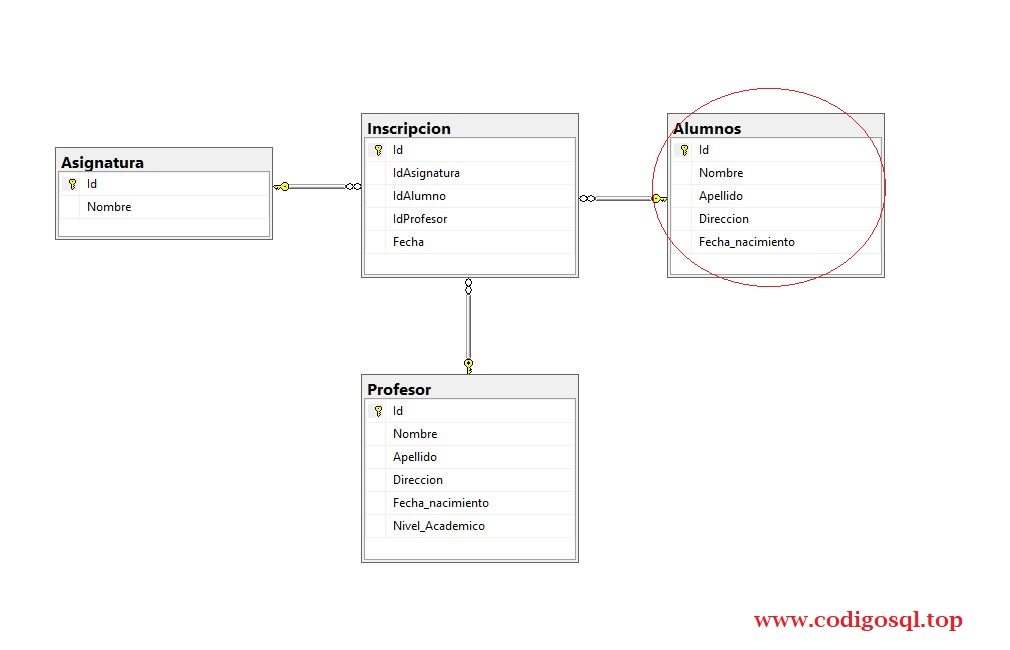 Asignatura
Id
Nombre
Inscripcion
Id
IdAsignatura
IdAlumno
IdProfesor
Fecha
Alumnos
Id
Nombre
Apellido
Direccion
Fecha_nacimiento
Profesor
Id
Nombre
Apellido
Direccion
Fecha_nacimiento
Nivel_Academico
www.codigosql.top